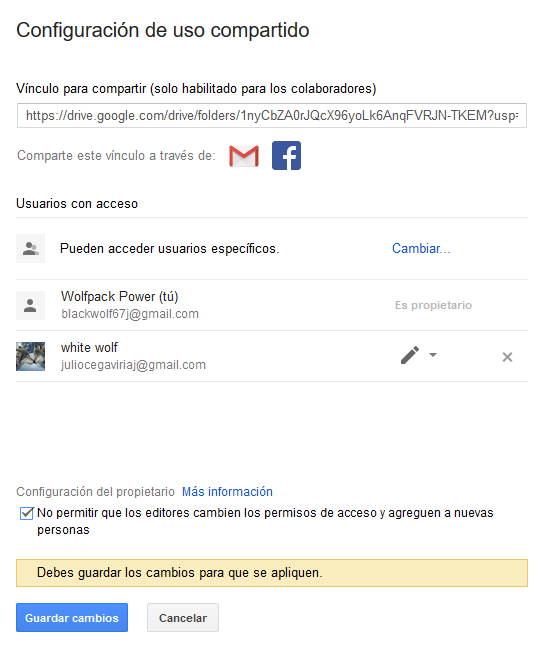 Configuración de uso compartido
Vínculo para compartir (solo habilitado para los colaboradores)
https://drive.google.com/drive/folders/1nyCbZA0rJQcX96yoLk6AnqFVRJN-TKEM?usp=
Comparte este vínculo a través de:
Usuarios con acceso
Pueden acceder usuarios específicos. Cambiar...
Wolfpack Power (tú)
blackwolf67j@gmail.com
Es propietario
white wolf
juliocegaviriaj@gmail.com
Configuración del propietario Más información
No permitir que los editores cambien los permisos de acceso y agreguen a nuevas
personas
Debes guardar los cambios para que se apliquen.
Guardar cambios Cancelar